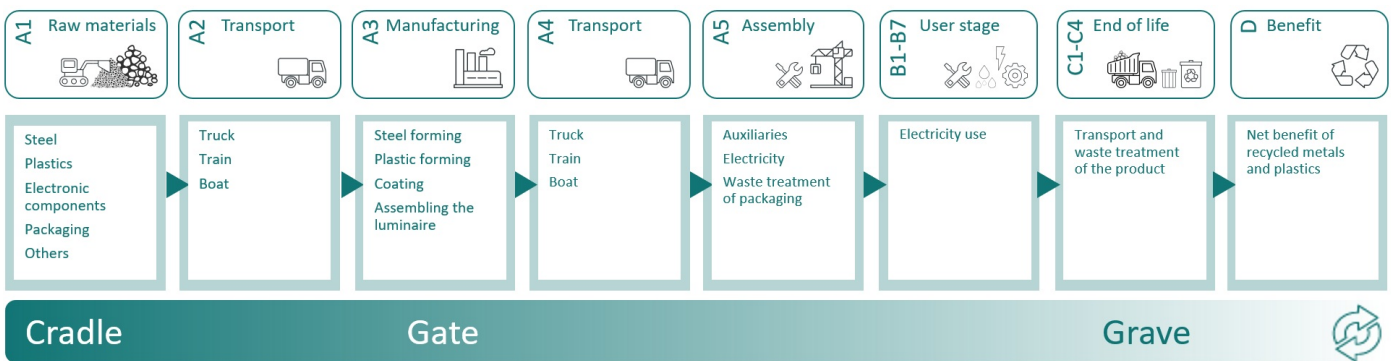 A1 Raw materials
A2 Transport
A3 Manufacturing
A4 Transport
A5 Assembly
B1-B7 User stage
C1-C4 End of life
D Benefit
Steel
Plastics
Electronic
components
Packaging
Others
Truck
Train
Boat
Steel forming
Plastic forming
Coating
Assembling the
luminaire
Truck
Train
Boat
Auxiliaries
Electricity
Waste treatment
of packaging
Electricity use
Transport and
waste treatment
of the product
Net benefit of
recycled metals
and plastics
Cradle
Gate
Grave